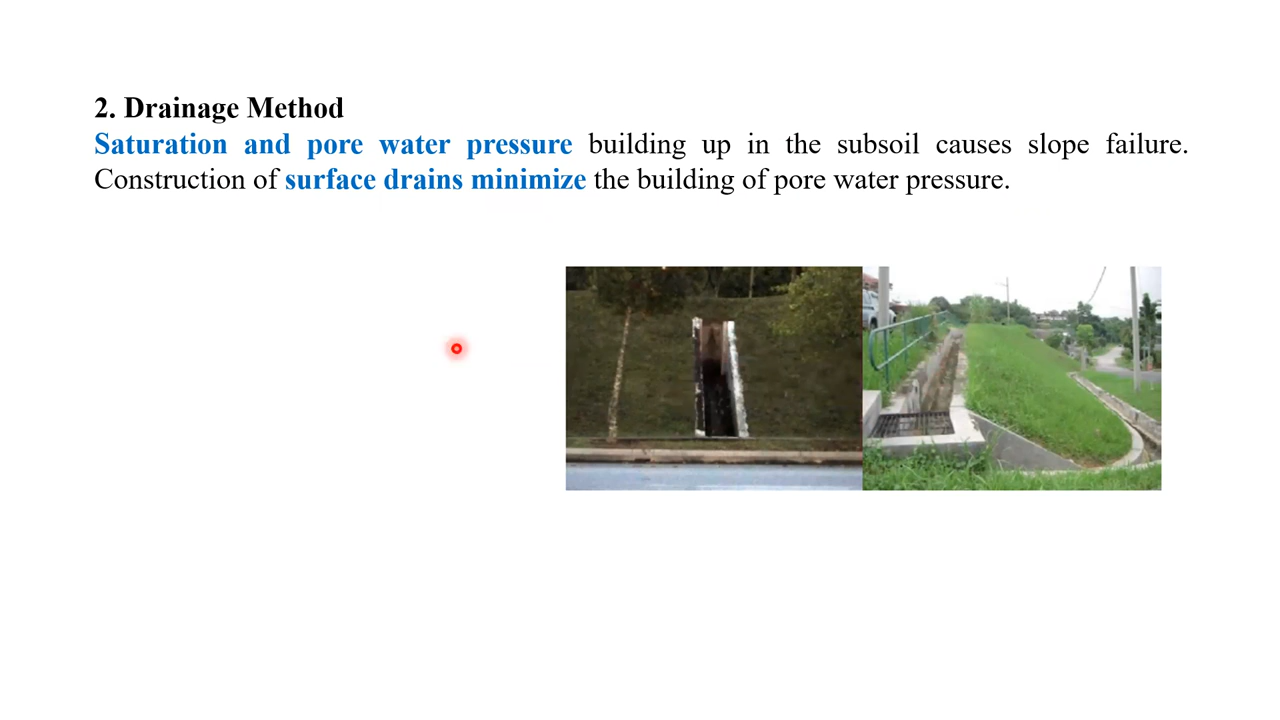 2. Drainage Method
Saturation and pore water pressure building up in the subsoil causes slope failure.
Construction of surface drains minimize the building of pore water pressure.